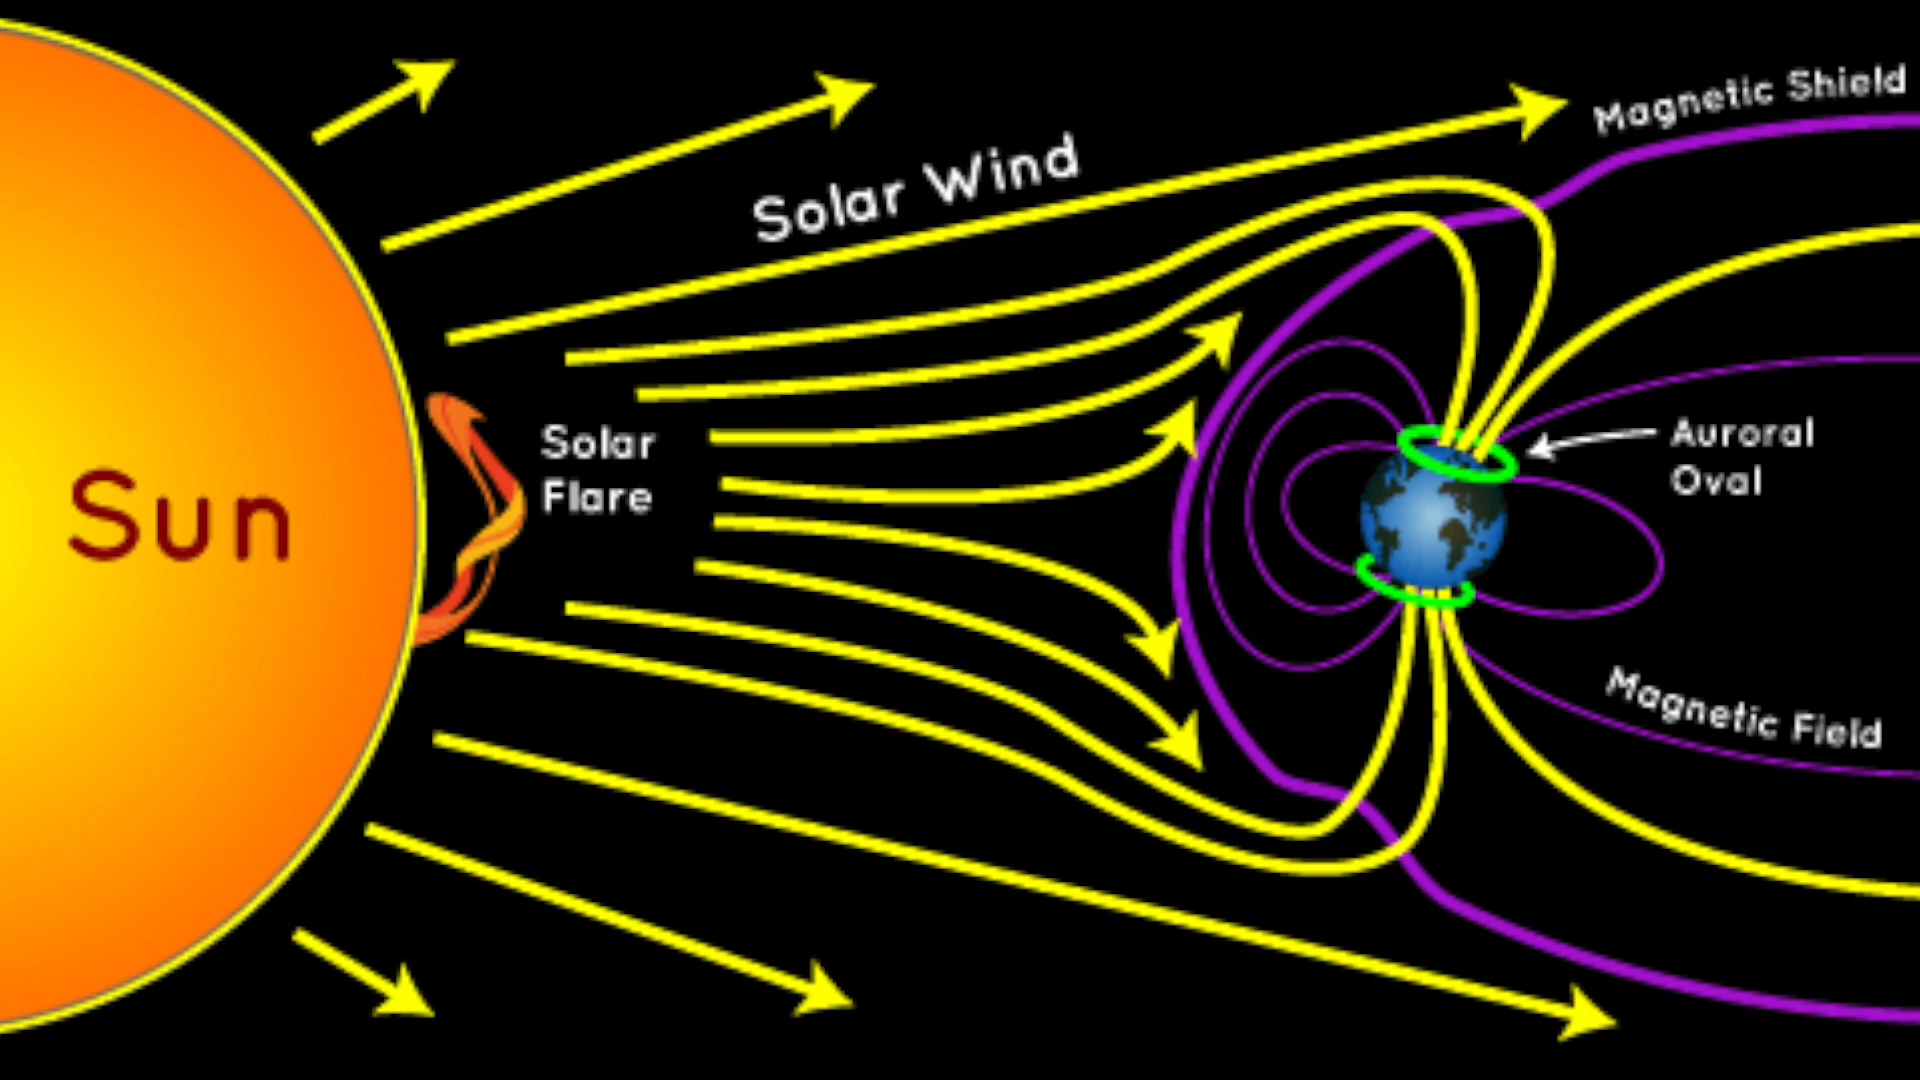 Magnetic Shield
Solar Wind
Solar
Flare
Sun
Auroral
Oval
Magnetic Field